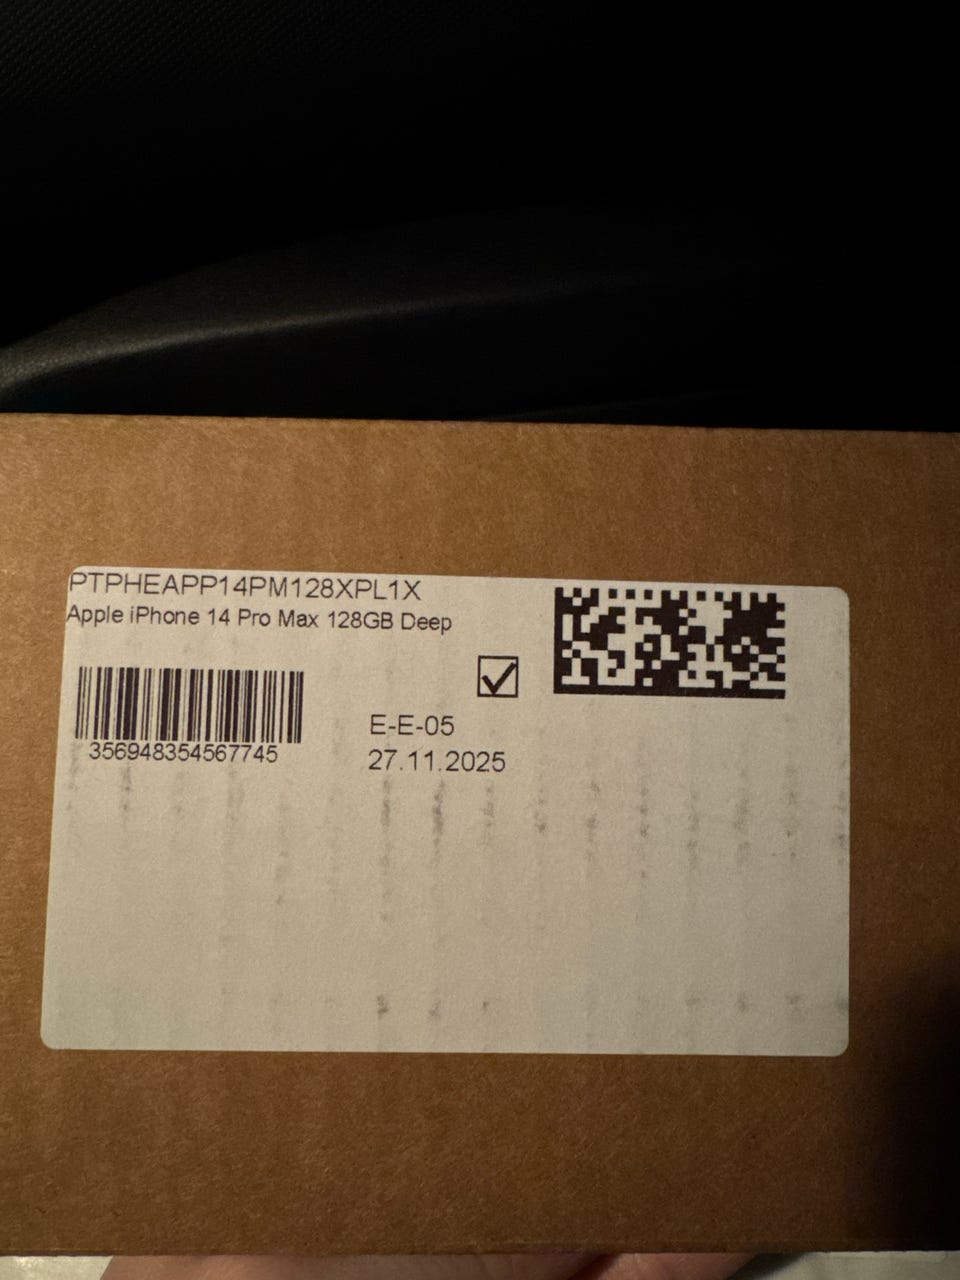 PTPHEAPP14PM128XPL1X
Apple iPhone 14 Pro Max 128GB Deep
356948354567745
E-E-05
27.11.2025